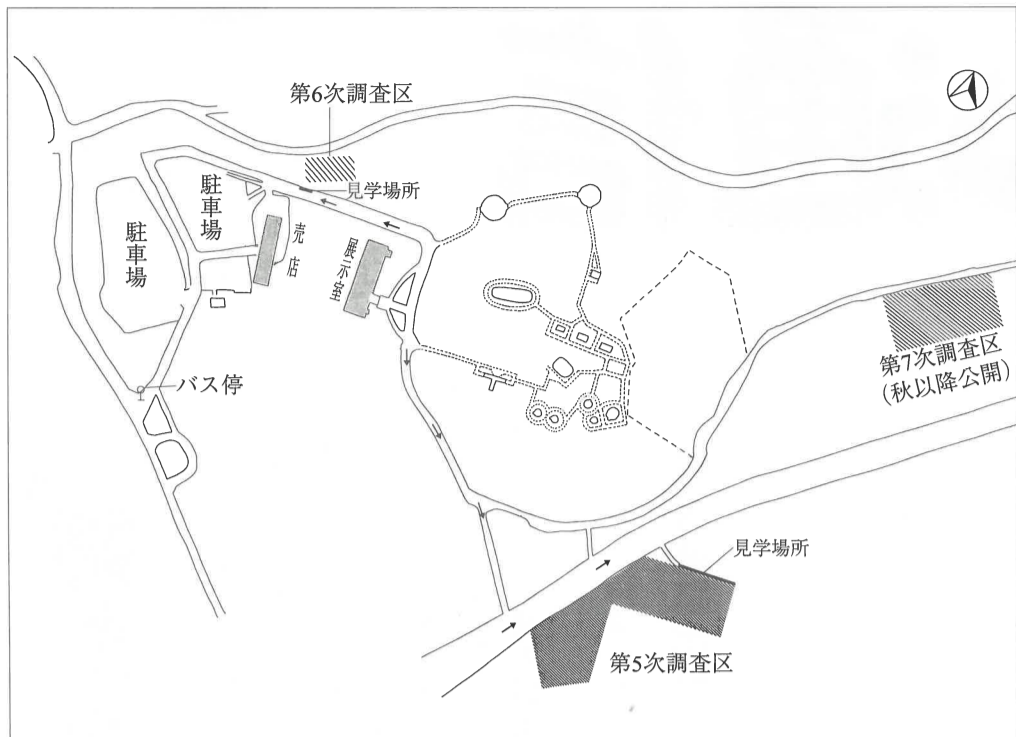 第6次調査区
見学場所
駐車場
駐車場
売店
展示室
バス停
第7次調査区
(秋以降公開)
見学場所
第5次調査区